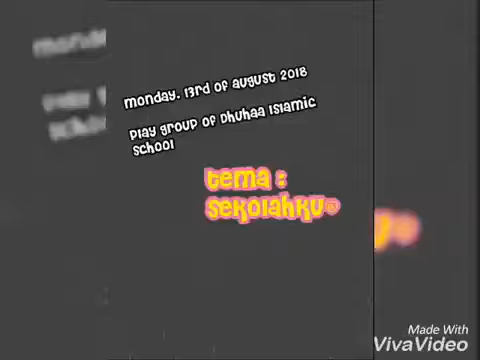 monday. 13rd of august 2018
Play group of Dhuhaa Islamic
school
tema :
sekolahku
Made With
VivaVideo